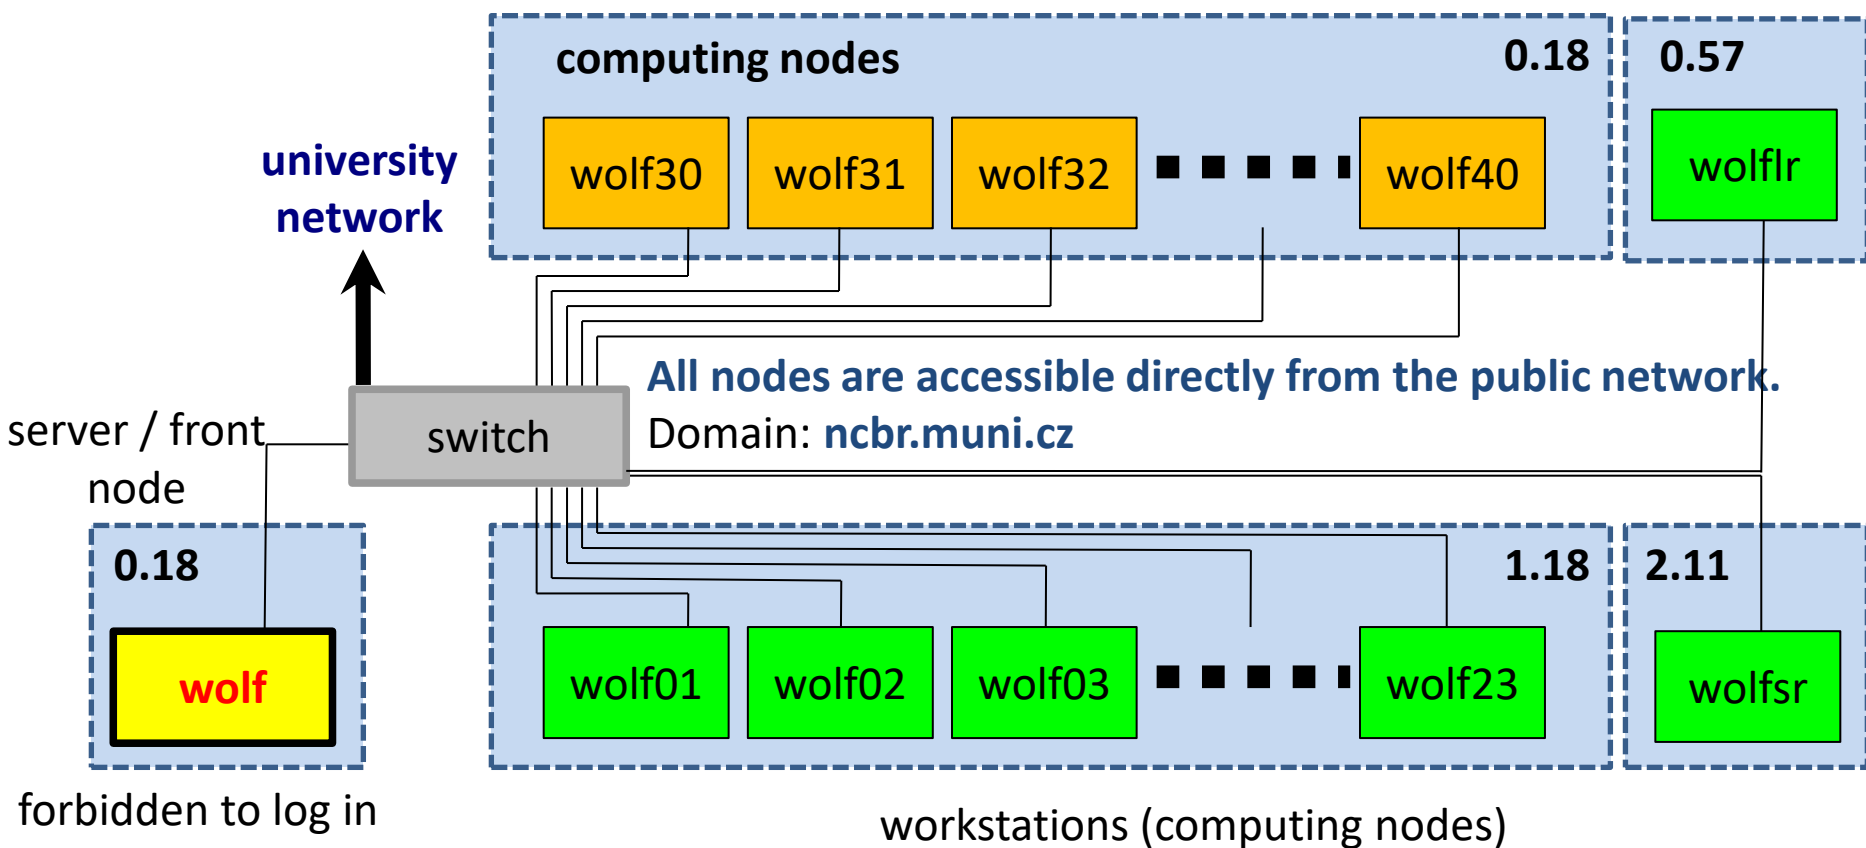 computing nodes
0.18
0.57
university
network
wolf30
wolf31
wolf32
wolf40
wolflr
All nodes are accessible directly from the public network.
Domain: ncbr.muni.cz
switch
server / front
node
0.18
wolf
forbidden to log in
1.18
2.11
wolf01
wolf02
wolf03
wolf23
wolfsr
workstations (computing nodes)